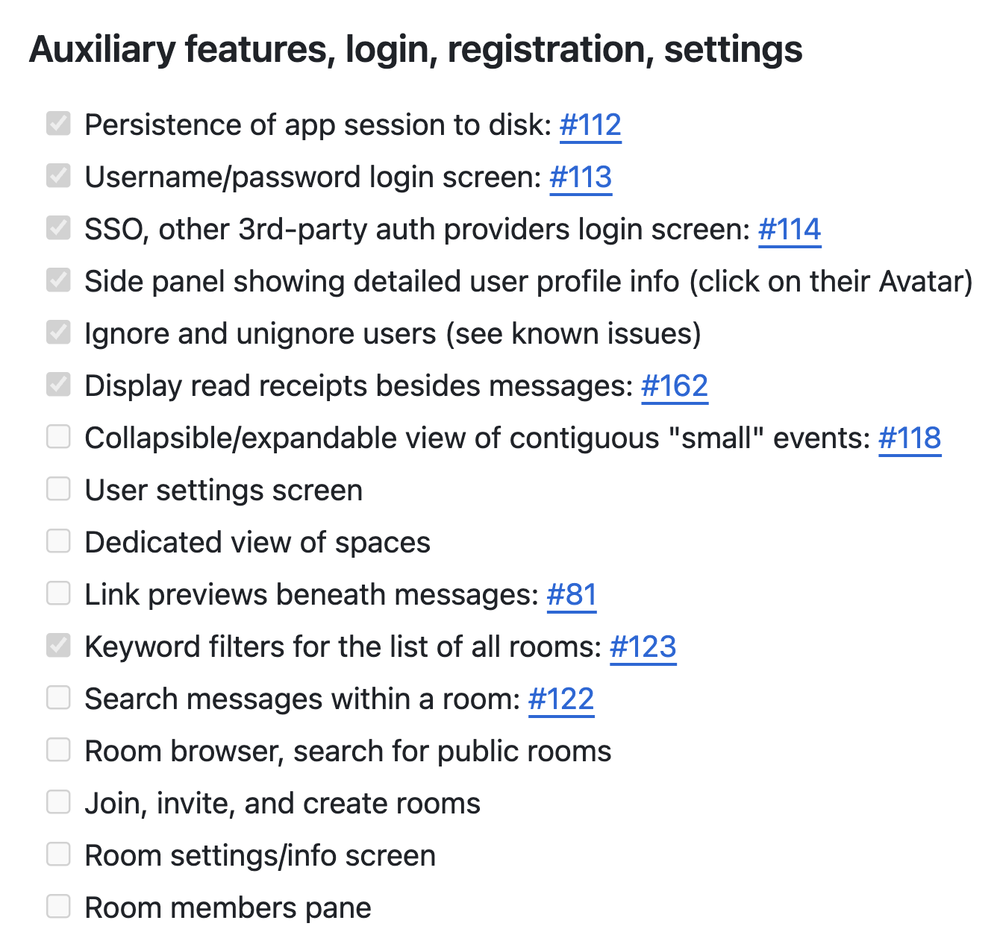 Auxiliary features, login, registration, settings
Persistence of app session to disk: #112
Username/password login screen: #113
SSO, other 3rd-party auth providers login screen: #114
Side panel showing detailed user profile info (click on their Avatar)
Ignore and unignore users (see known issues)
Display read receipts besides messages: #162
Collapsible/expandable view of contiguous "small" events: #118
User settings screen
Dedicated view of spaces
Link previews beneath messages: #81
Keyword filters for the list of all rooms: #123
Search messages within a room: #122
Room browser, search for public rooms
Join, invite, and create rooms
Room settings/info screen
Room members pane